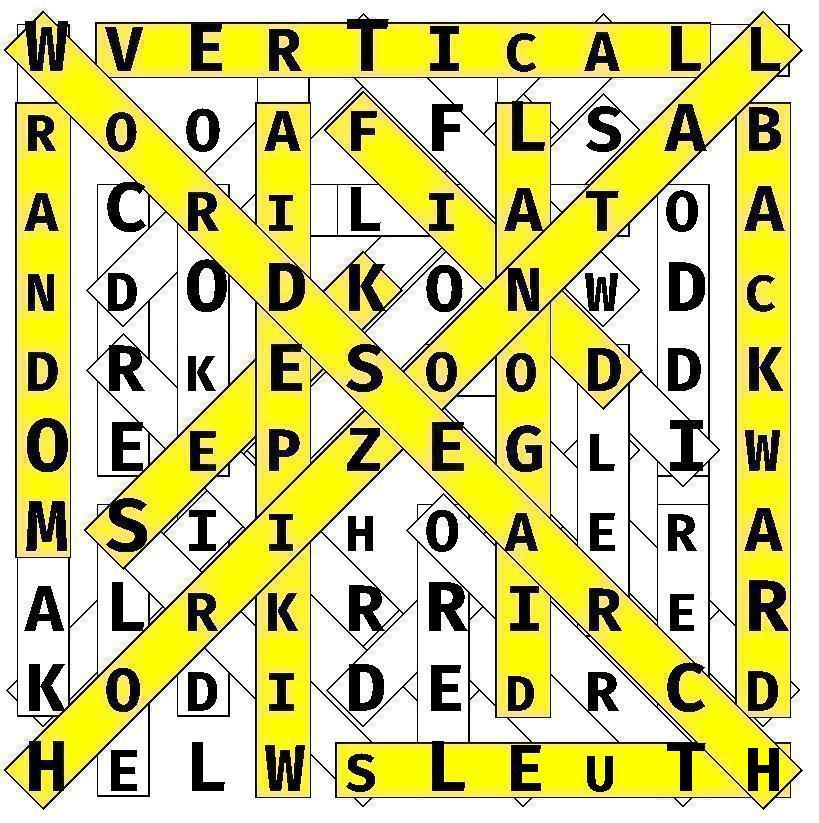 W V E R T I C A L L
R O O A F F L S A B
A C R I L I A T O A
N D O D K O N W D C
D R K E S O O D D K
O E E P Z E G L I W
M S I I H O A E R A
A L R K R R I R E R
K O D I D E D R C D
H E L W S L E U T H